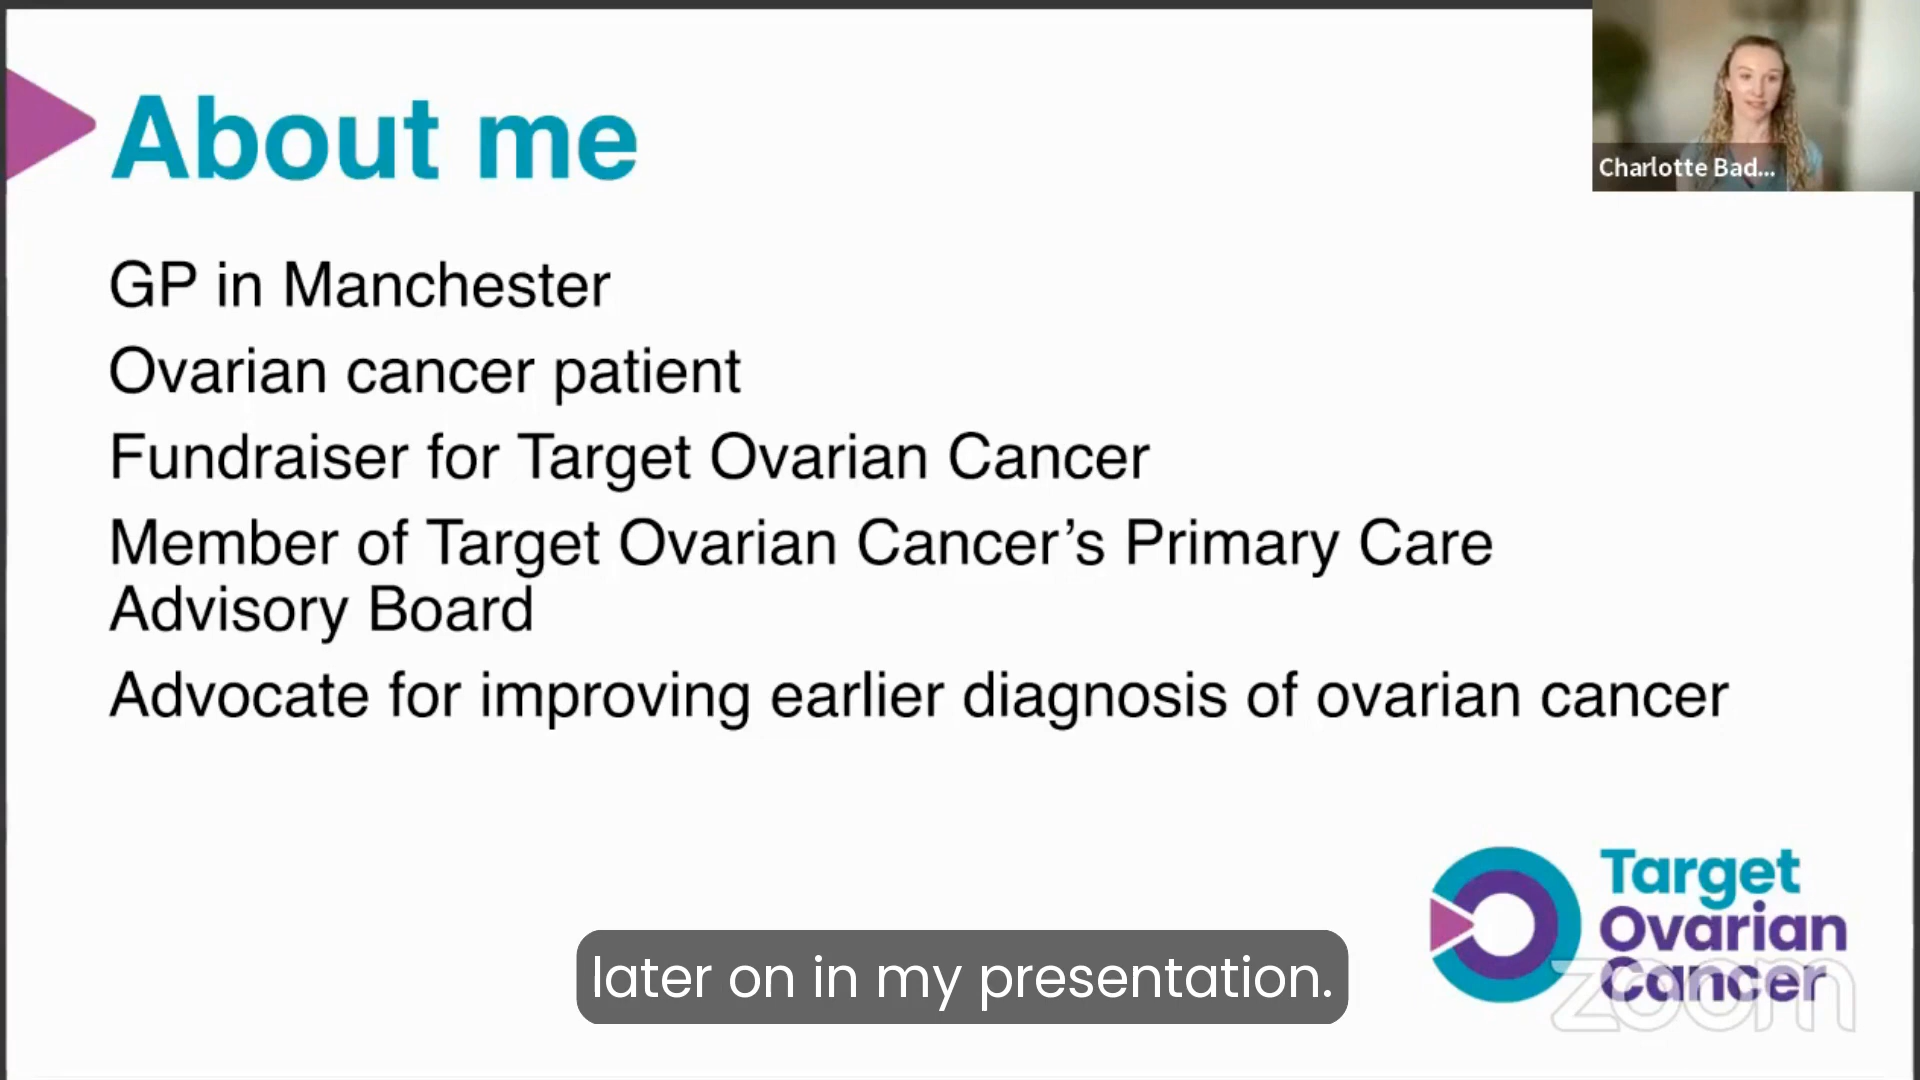 About me
Charlotte Bad...
GP in Manchester
Ovarian cancer patient
Fundraiser for Target Ovarian Cancer
Member of Target Ovarian Cancer’s Primary Care
Advisory Board
Advocate for improving earlier diagnosis of ovarian cancer
Target
Ovarian
Cancer
zoom
later on in my presentation.